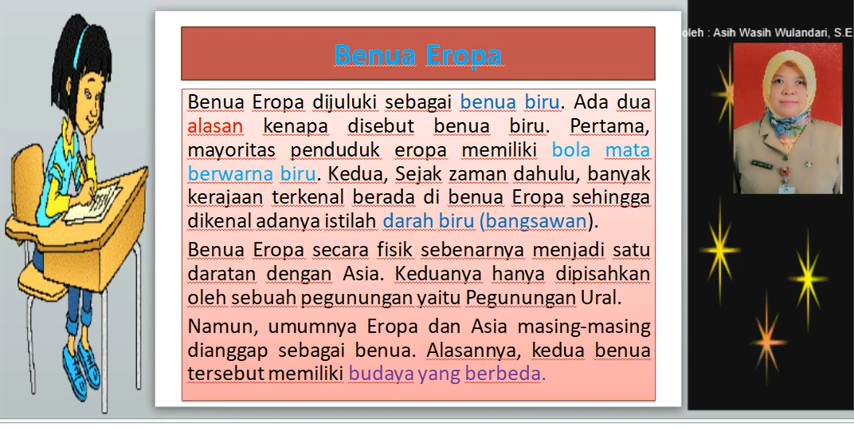 Benua Eropa
oleh : Asih Wasih Wulandari, S.E
Benua Eropa dijuluki sebagai benua biru. Ada dua
alasan kenapa disebut benua biru. Pertama,
mayoritas penduduk eropa memiliki bola mata
berwarna biru. Kedua, Sejak zaman dahulu, banyak
kerajaan terkenal berada di benua Eropa sehingga
dikenal adanya istilah darah biru (bangsawan).
Benua Eropa secara fisik sebenarnya menjadi satu
daratan dengan Asia. Keduanya hanya dipisahkan
oleh sebuah pegunungan yaitu Pegunungan Ural.
Namun, umumnya Eropa dan Asia masing-masing
dianggap sebagai benua. Alasannya, kedua benua
tersebut memiliki budaya yang berbeda.